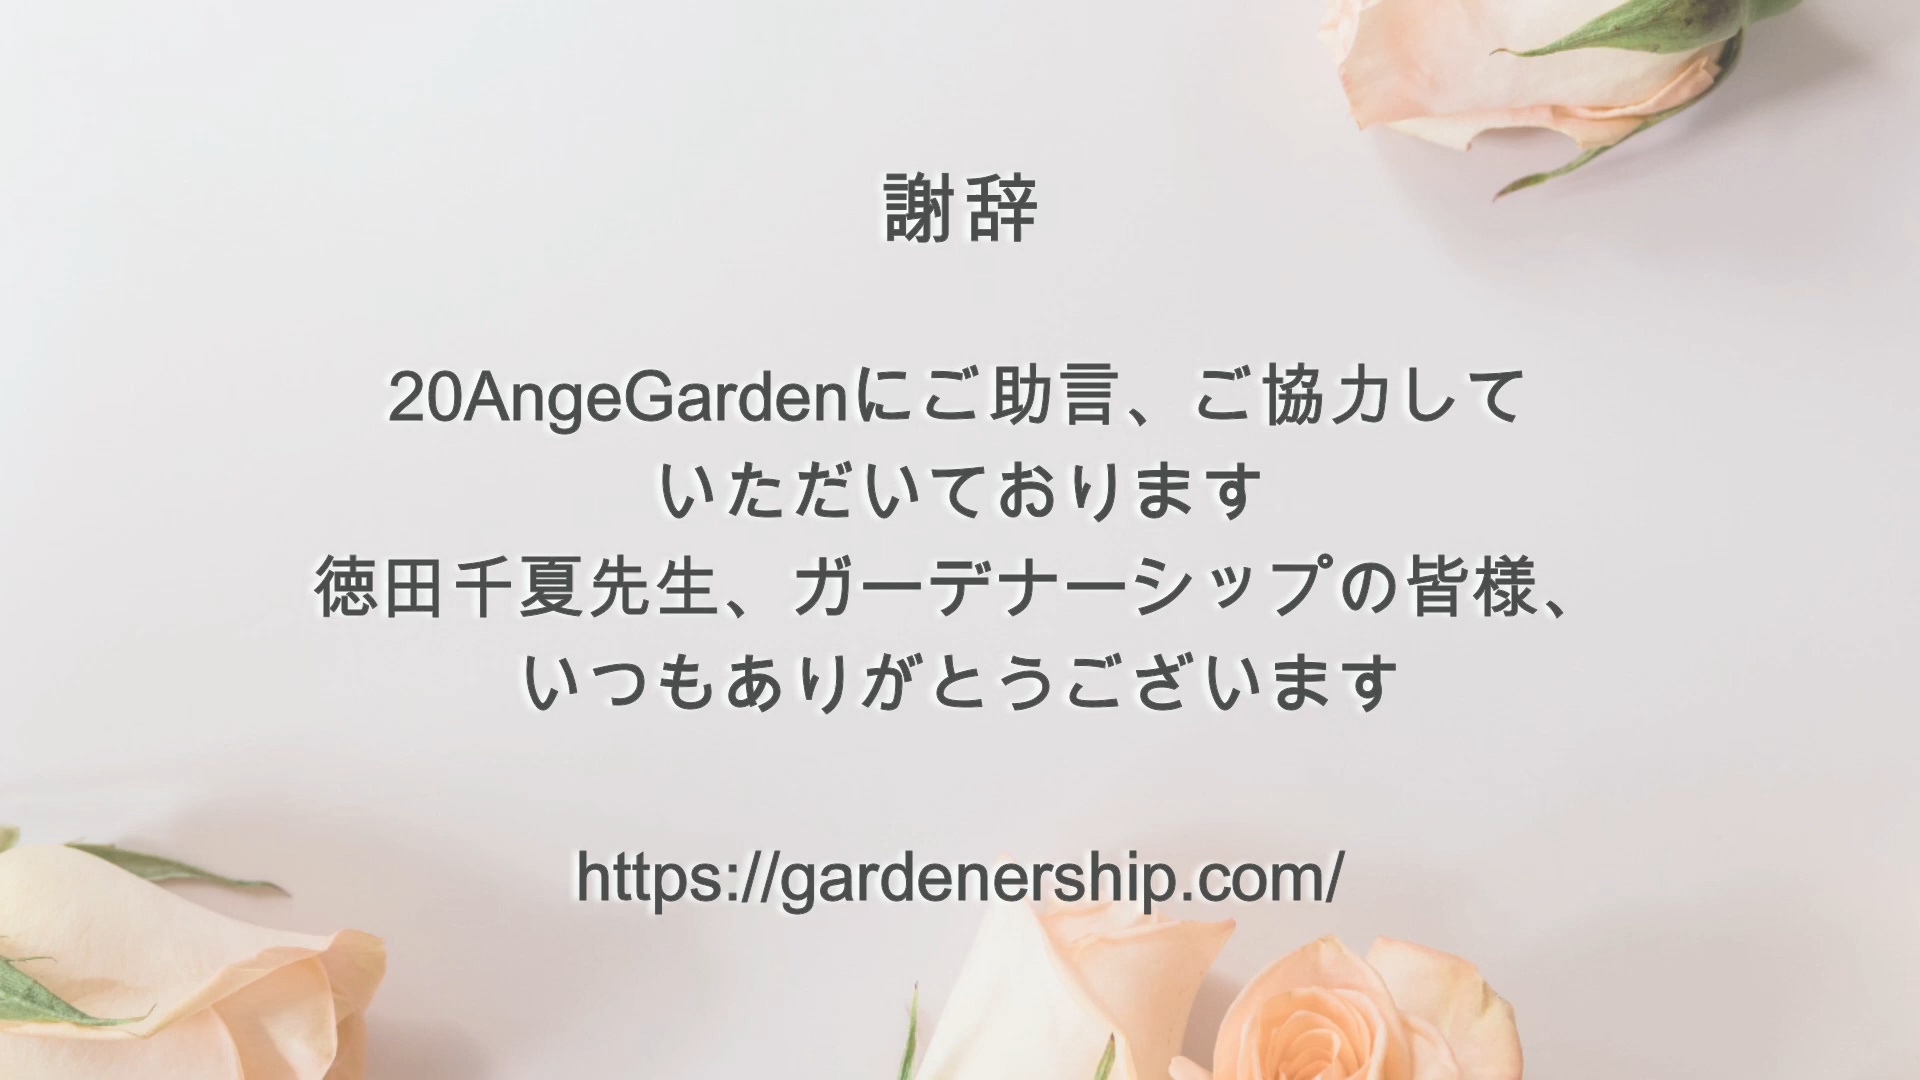 謝辞
20AngeGardenにご助言、ご協力して
いただいております
徳田千夏先生、ガーデナーシップの皆様、
いつもありがとうございます
https://gardenership.com/